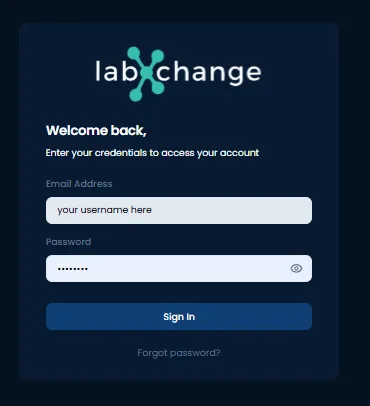 labxchange
Welcome back,
Enter your credentials to access your account
Email Address
your username here
Password
••••••••
Sign In
Forgot password?